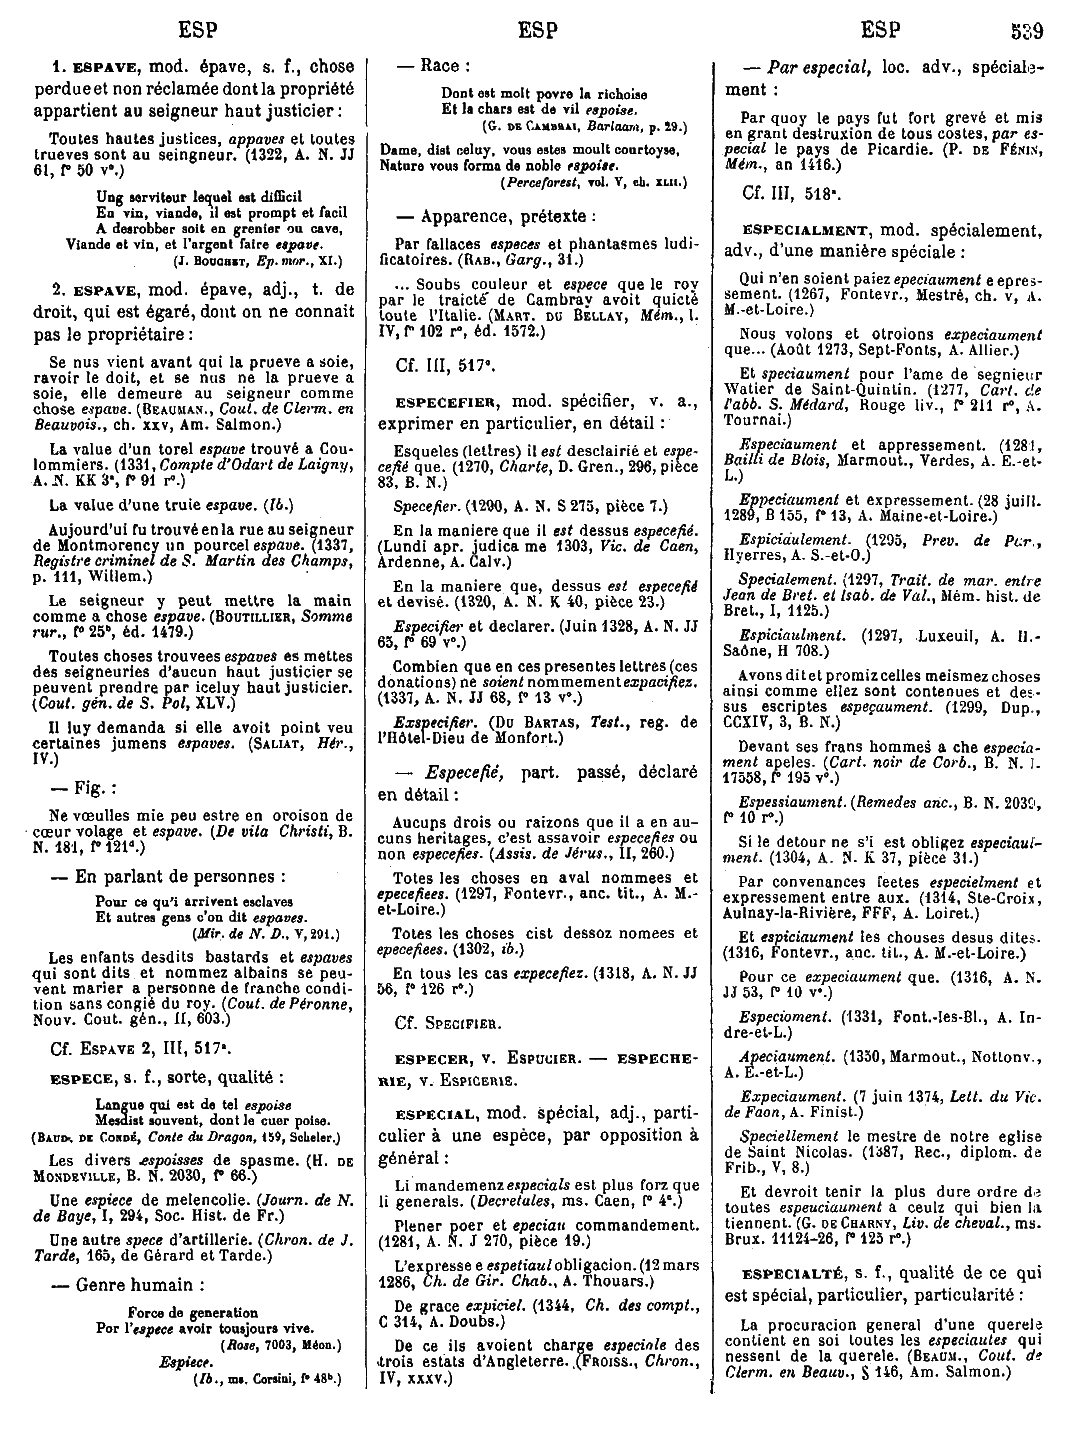 ESP
ESP
ESP
539
1. ESPAVE, mod. épave, s. f., chose
perdue et non réclamée dont la propriété
appartient au seigneur haut justicier :
Toutes hautes justices, appaves et toutes
trueves sont au seingneur. (1322, A. N. JJ
61, f° 50 v°.)
Ung serviteur lequel est difficil
En vin, viande, il est prompt et facil
A desrobber soit en grenier ou cave,
Viande et vin, et l'argent faire espave.
(J. BOUCHET, Ep. mor., XI.)
2. ESPAVE, mod. épave, adj., t. de
droit, qui est égaré, dont on ne connait
pas le propriétaire :
Se nus vient avant qui la prueve a soie,
ravoir le doit, et se nus ne la prueve a
soie, elle demeure au seigneur comme
chose espave. (BEAUMAN., Cout. de Clerm. en
Beauvois., ch. XXV, Am. Salmon.)
La value d'un torel espave trouvé a Cou-
lommiers. (1331, Compte d'Odart de Laigny,
A. N. KK 3ª, f° 91 r°.)
La value d'une truie espave. (Ib.)
Aujourd'ui fu trouvé en la rue au seigneur
de Montmorency un pourcel espave. (1337,
Registre criminel de S. Martin des Champs,
p. 111, Willem.)
Le seigneur y peut mettre la main
comme a chose espave. (BOUTILLIER, Somme
rur., f° 25ᵇ, éd. 1479.)
Toutes choses trouvees espaves es mettes
des seigneuries d'aucun haut justicier se
peuvent prendre par iceluy haut justicier.
(Cout. gén. de S. Pol, XLV.)
Il luy demanda si elle avoit point veu
certaines jumens espaves. (SALIAT, Hér.,
IV.)
— Fig. :
Ne vœulles mie peu estre en oroison de
cœur volage et espave. (De vita Christi, B.
N. 181, f° 121ᵈ.)
— En parlant de personnes :
Pour ce qu'i arrivent esclaves
Et autres gens c'on dit espaves.
(Mir. de N. D., V, 291.)
Les enfants desdits bastards et espaves
qui sont dits et nommez albains se peu-
vent marier a personne de franche condi-
tion sans congié du roy. (Cout. de Péronne,
Nouv. Cout. gén., II, 603.)
Cf. ESPAVE 2, III, 517ª.
ESPECE, s. f., sorte, qualité :
Langue qui est de tel espoise
Mesdist souvent, dont le cuer poise.
(BAUD. DE CONDÉ, Conte du Dragon, 159, Scheler.)
Les divers espoisses de spasme. (H. DE
MONDEVILLE, B. N. 2030, f° 66.)
Une espiece de melencolie. (Journ. de N.
de Baye, I, 294, Soc. Hist. de Fr.)
Une autre spece d'artillerie. (Chron. de J.
Tarde, 165, de Gérard et Tarde.)
— Genre humain :
Force de generation
Por l'espece avoir tousjours vive.
(Rose, 7003, Méon.)
Espiece.
(Ib., ms. Corsini, f° 48ᵇ.)
— Race :
Dont est molt povre la richoise
Et la chars est de vil espoise.
(G. DE CAMBRAI, Barlaam, p. 29.)
Dame, dist celuy, vous estes moult courtoyse,
Nature vous forma de noble espoise.
(Perceforest, vol. V, ch. XLII.)
— Apparence, prétexte :
Par fallaces especes et phantasmes ludi-
ficatoires. (RAB., Garg., 31.)
... Soubs couleur et espece que le roy
par le traicté de Cambray avoit quicté
toute l'Italie. (MART. DU BELLAY, Mém., l.
IV, f° 102 r°, éd. 1572.)
Cf. III, 517ᵉ.
ESPECEFIER, mod. spécifier, v. a.,
exprimer en particulier, en détail :
Esqueles (lettres) il est desclairié et espe-
cefié que. (1270, Charte, D. Gren., 296, pièce
83, B. N.)
Specefier. (1290, A. N. S 275, pièce 7.)
En la maniere que il est dessus especefié.
(Lundi apr. judica me 1303, Vic. de Caen,
Ardenne, A. Calv.)
En la maniere que, dessus est especefié
et devisé. (1320, A. N. K 40, pièce 23.)
Especifier et declarer. (Juin 1328, A. N. JJ
65, f° 69 v°.)
Combien que en ces presentes lettres (ces
donations) ne soient nommement expacifiez.
(1337, A. N. JJ 68, f° 13 v°.)
Exspecifier. (DU BARTAS, Test., reg. de
l'Hôtel-Dieu de Monfort.)
— Especefié, part. passé, déclaré
en détail :
Aucups drois ou raizons que il a en au-
cuns heritages, c'est assavoir especefies ou
non especefies. (Assis. de Jérus., II, 260.)
Totes les choses en aval nommees et
epecefiees. (1297, Fontevr., anc. tit., A. M.-
et-Loire.)
Totes les choses cist dessoz nomees et
epecefiees. (1302, ib.)
En tous les cas expecefiez. (1318, A. N. JJ
56, f° 126 r°.)
Cf. SPECIFIER.
ESPECER, v. ESPUCIER. — ESPECHE-
RIE, v. ESPICERIE.
ESPECIAL, mod. spécial, adj., parti-
culier à une espèce, par opposition à
général :
Li mandemenz especials est plus forz que
li generals. (Decretales, ms. Caen, f° 4ᵃ.)
Plener poer et epeciau commandement.
(1281, A. N. J 270, pièce 19.)
L'expresse e espetiaul obligacion. (12 mars
1286, Ch. de Gir. Chab., A. Thouars.)
De grace expiciel. (1344, Ch. des compt.,
C 314, A. Doubs.)
De ce ils avoient charge especiale des
trois estats d'Angleterre. (FROISS., Chron.,
IV, XXXV.)
— Par especial, loc. adv., spéciale-
ment :
Par quoy le pays fut fort grevé et mis
en grant destruxion de tous costes, par es-
pecial le pays de Picardie. (P. DE FÉNIN,
Mém., an 1416.)
Cf. III, 518ª.
ESPECIALMENT, mod. spécialement,
adv., d'une manière spéciale :
Qui n'en soient paiez epeciaument e epres-
sement. (1267, Fontevr., Mestré, ch. V, A.
M.-et-Loire.)
Nous volons et otroions expeciaument
que... (Août 1273, Sept-Fonts, A. Allier.)
Et speciaument pour l'ame de segnieur
Watier de Saint-Quintin. (1277, Cart. de
l'abb. S. Médard, Rouge liv., f° 211 r°, A.
Tournai.)
Especiaument et appressement. (1281,
Bailli de Blois, Marmout., Verdes, A. E.-et-
L.)
Eppeciaument et expressement. (28 juill.
1289, B 155, f° 13, A. Maine-et-Loire.)
Espiciaulement. (1295, Prev. de Par.,
Hyerres, A. S.-et-O.)
Specialement. (1297, Trait. de mar. entre
Jean de Bret. et Isab. de Val., Mém. hist. de
Bret., I, 1125.)
Espiciaulment. (1297, Luxeuil, A. H.-
Saône, H 708.)
Avons dit et promiz celles meismez choses
ainsi comme ellez sont contenues et des-
sus escriptes espeçaument. (1299, Dup.,
CCXIV, 3, B. N.)
Devant ses frans hommes a che especia-
ment apeles. (Cart. noir de Corb., B. N. l.
17558, f° 195 v°.)
Espessiaument. (Remedes anc., B. N. 2039,
f° 10 r°.)
Si le detour ne s'i est obligez especiaul-
ment. (1304, A. N. K 37, pièce 31.)
Par convenances feetes especielment et
expressement entre aux. (1314, Ste-Croix,
Aulnay-la-Rivière, FFF, A. Loiret.)
Et espiciaument les chouses desus dites.
(1316, Fontevr., anc. tit., A. M.-et-Loire.)
Pour ce expeciaument que. (1316, A. N.
JJ 53, f° 10 v°.)
Especioment. (1331, Font.-les-Bl., A. In-
dre-et-L.)
Apeciaument. (1350, Marmout., Nottonv.,
A. E.-et-L.)
Expeciaument. (7 juin 1374, Lett. du Vic.
de Faon, A. Finist.)
Speciellement le mestre de notre eglise
de Saint Nicolas. (1387, Rec., diplom. de
Frib., V, 8.)
Et devroit tenir la plus dure ordre de
toutes espeuciaument a ceulz qui bien la
tiennent. (G. DE CHARNY, Liv. de cheval., ms.
Brux. 11124-26, f° 125 r°.)
ESPECIALTÉ, s. f., qualité de ce qui
est spécial, particulier, particularité :
La procuracion general d'une querele
contient en soi toutes les especiautes qui
nessent de la querele. (BEAUM., Cout. de
Clerm. en Beauv., § 146, Am. Salmon.)